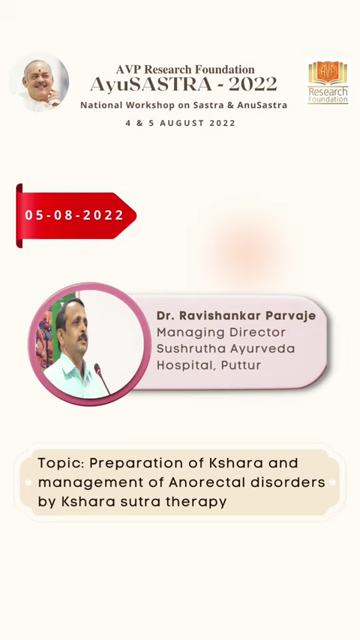 AVP Research Foundation
AyuSASTRA - 2022
National Workshop on Sastra & AnuSastra
4 & 5 AUGUST 2022
AVP
Research
Foundation
05-08-2022
Dr. Ravishankar Parvaje
Managing Director
Sushrutha Ayurveda
Hospital, Puttur
Topic: Preparation of Kshara and
management of Anorectal disorders
by Kshara sutra therapy